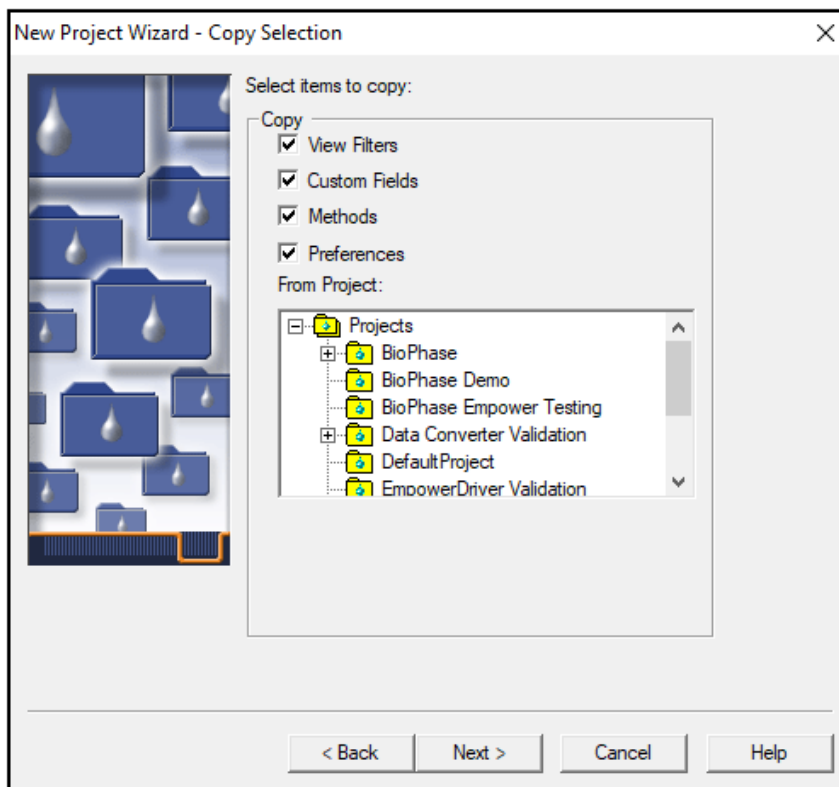 New Project Wizard - Copy Selection
Select items to copy:
Copy
View Filters
Custom Fields
Methods
Preferences
From Project:
Projects
BioPhase
BioPhase Demo
BioPhase Empower Testing
Data Converter Validation
DefaultProject
EmpowerDriver Validation
< Back
Next >
Cancel
Help